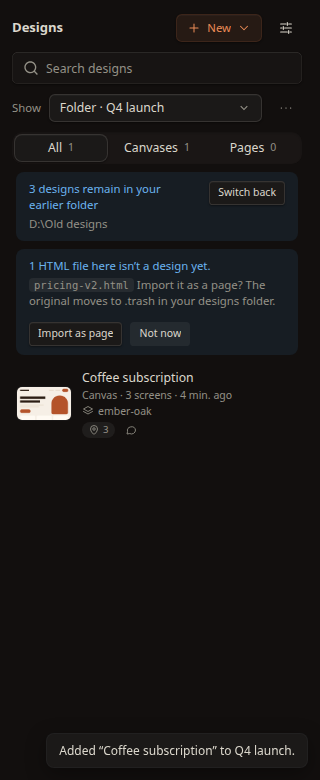 Designs
New
Search designs
Show
Folder · Q4 launch
...
All 1
Canvases 1
Pages 0
3 designs remain in your
earlier folder
Switch back
D:\Old designs
1 HTML file here isn't a design yet.
pricing-v2.html Import it as a page? The
original moves to .trash in your designs folder.
Import as page
Not now
Coffee subscription
Canvas · 3 screens · 4 min. ago
ember-oak
3
Added “Coffee subscription” to Q4 launch.